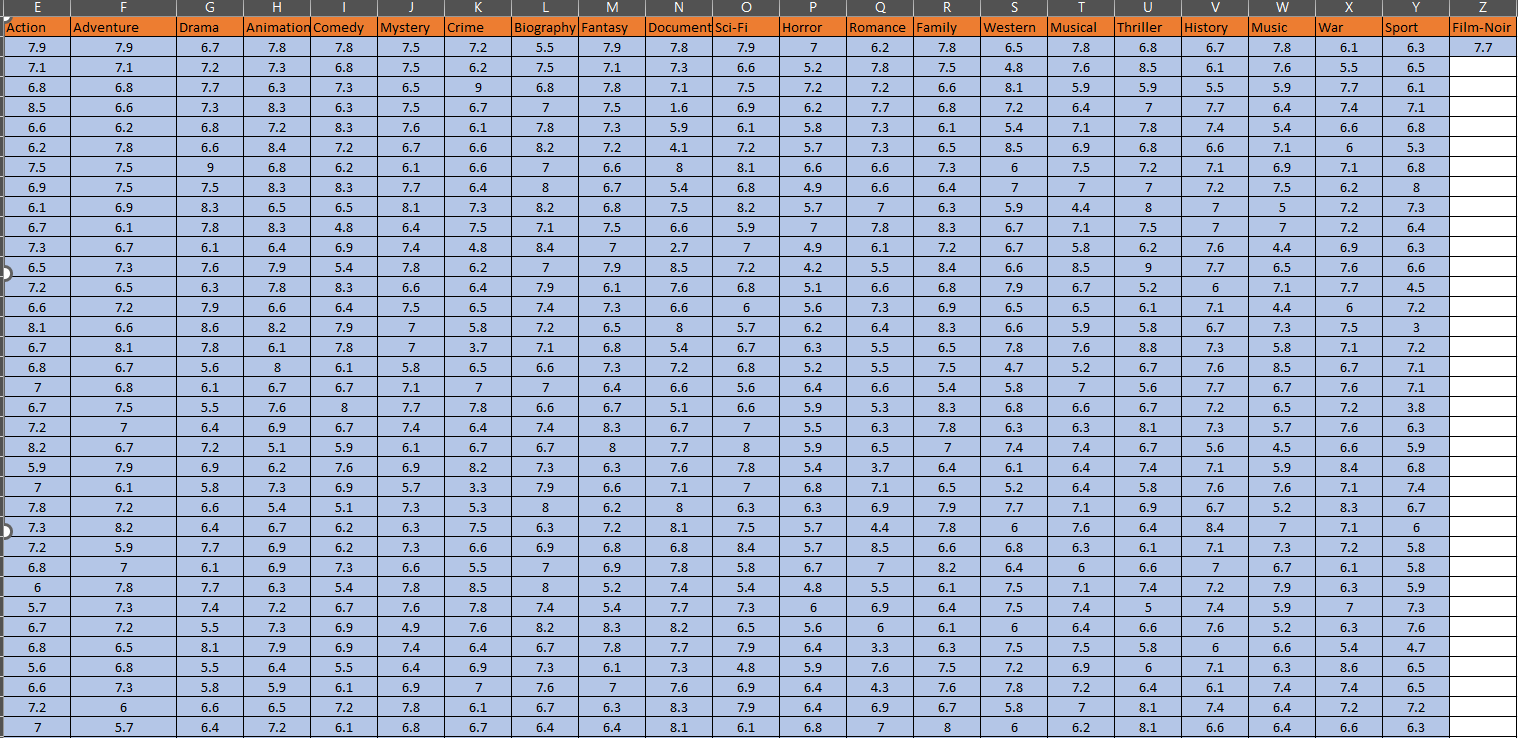 E F G H I J K L M N O P Q R S T U V W X Y Z
Action Adventure Drama Animation Comedy Mystery Crime Biography Fantasy Document Sci-Fi Horror Romance Family Western Musical Thriller History Music War Sport Film-Noir
7.9 7.9 6.7 7.8 7.8 7.5 7.2 5.5 7.9 7.8 7.9 7 6.2 7.8 6.5 7.8 6.8 6.7 7.8 6.1 6.3 7.7
7.1 7.1 7.2 7.3 6.8 7.5 6.2 7.5 7.1 7.3 6.6 5.2 7.8 7.5 4.8 7.6 8.5 6.1 7.6 5.5 6.5
6.8 6.8 7.7 6.3 7.3 6.5 9 6.8 7.8 7.1 7.5 7.2 7.2 6.6 8.1 5.9 5.9 5.5 5.9 7.7 6.1
8.5 6.6 7.3 8.3 6.3 7.5 6.7 7 7.5 1.6 6.9 6.2 7.7 6.8 7.2 6.4 7 7.7 6.4 7.4 7.1
6.6 6.2 6.8 7.2 8.3 7.6 6.1 7.8 7.3 5.9 6.1 5.8 7.3 6.1 5.4 7.1 7.8 7.4 5.4 6.6 6.8
6.2 7.8 6.6 8.4 7.2 6.7 6.6 8.2 7.2 4.1 7.2 5.7 7.3 6.5 8.5 6.9 6.8 6.6 7.1 6 5.3
7.5 7.5 9 6.8 6.2 6.1 6.6 7 6.6 8 8.1 6.6 6.6 7.3 6 7.5 7.2 7.1 6.9 7.1 6.8
6.9 7.5 7.5 8.3 8.3 7.7 6.4 8 6.7 5.4 6.8 4.9 6.6 6.4 7 7 7 7.2 7.5 6.2 8
6.1 6.9 8.3 6.5 6.5 8.1 7.3 8.2 6.8 7.5 8.2 5.7 7 6.3 5.9 4.4 8 7 5 7.2 7.3
6.7 6.1 7.8 8.3 4.8 6.4 7.5 7.1 7.5 6.6 5.9 7 7.8 8.3 6.7 7.1 7.5 7 7 7.2 6.4
7.3 6.7 6.1 6.4 6.9 7.4 4.8 8.4 7 2.7 7 4.9 6.1 7.2 6.7 5.8 6.2 7.6 4.4 6.9 6.3
6.5 7.3 7.6 7.9 5.4 7.8 6.2 7 7.9 8.5 7.2 4.2 5.5 8.4 6.6 8.5 9 7.7 6.5 7.6 6.6
7.2 6.5 6.3 7.8 8.3 6.6 6.4 7.9 6.1 7.6 6.8 5.1 6.6 6.8 7.9 6.7 5.2 6 7.1 7.7 4.5
6.6 7.2 7.9 6.6 6.4 7.5 6.5 7.4 7.3 6.6 6 5.6 7.3 6.9 6.5 6.5 6.1 7.1 4.4 6 7.2
8.1 6.6 8.6 8.2 7.9 7 5.8 7.2 6.5 8 5.7 6.2 6.4 8.3 6.6 5.9 5.8 6.7 7.3 7.5 3
6.7 8.1 7.8 6.1 7.8 7 3.7 7.1 6.8 5.4 6.7 6.3 5.5 6.5 7.8 7.6 8.8 7.3 5.8 7.1 7.2
6.8 6.7 5.6 8 6.1 5.8 6.5 6.6 7.3 7.2 6.8 5.2 5.5 7.5 4.7 5.2 6.7 7.6 8.5 6.7 7.1
7 6.8 6.1 6.7 6.7 7.1 7 7 6.4 6.6 5.6 6.4 6.6 5.4 5.8 7 5.6 7.7 6.7 7.6 7.1
6.7 7.5 5.5 7.6 8 7.7 7.8 6.6 6.7 5.1 6.6 5.9 5.3 8.3 6.8 6.6 6.7 7.2 6.5 7.2 3.8
7.2 7 6.4 6.9 6.7 7.4 6.4 7.4 8.3 6.7 7 5.5 6.3 7.8 6.3 6.3 8.1 7.3 5.7 7.6 6.3
8.2 6.7 7.2 5.1 5.9 6.1 6.7 6.7 8 7.7 8 5.9 6.5 7 7.4 7.4 6.7 5.6 4.5 6.6 5.9
5.9 7.9 6.9 6.2 7.6 6.9 8.2 7.3 6.3 7.6 7.8 5.4 3.7 6.4 6.1 6.4 7.4 7.1 5.9 8.4 6.8
7 6.1 5.8 7.3 6.9 5.7 3.3 7.9 6.6 7.1 7 6.8 7.1 6.5 5.2 6.4 5.8 7.6 7.6 7.1 7.4
7.8 7.2 6.6 5.4 5.1 7.3 5.3 8 6.2 8 6.3 6.3 6.9 7.9 7.7 7.1 6.9 6.7 5.2 8.3 6.7
7.3 8.2 6.4 6.7 6.2 6.3 7.5 6.3 7.2 8.1 7.5 5.7 4.4 7.8 6 7.6 6.4 8.4 7 7.1 6
7.2 5.9 7.7 6.9 6.2 7.3 6.6 6.9 6.8 6.8 8.4 5.7 8.5 6.6 6.8 6.3 6.1 7.1 7.3 7.2 5.8
6.8 7 6.1 6.9 7.3 6.6 5.5 7 6.9 7.8 5.8 6.7 7 8.2 6.4 6 6.6 7 6.7 6.1 5.8
6 7.8 7.7 6.3 5.4 7.8 8.5 8 5.2 7.4 5.4 4.8 5.5 6.1 7.5 7.1 7.4 7.2 7.9 6.3 5.9
5.7 7.3 7.4 7.2 6.7 7.6 7.8 7.4 5.4 7.7 7.3 6 6.9 6.4 7.5 7.4 5 7.4 5.9 7 7.3
6.7 7.2 5.5 7.3 6.9 4.9 7.6 8.2 8.3 8.2 6.5 5.6 6 6.1 6 6.4 6.6 7.6 5.2 6.3 7.6
6.8 6.5 8.1 7.9 6.9 7.4 6.4 6.7 7.8 7.7 7.9 6.4 3.3 6.3 7.5 7.5 5.8 6 6.6 5.4 4.7
5.6 6.8 5.5 6.4 5.5 6.4 6.9 7.3 6.1 7.3 4.8 5.9 7.6 7.5 7.2 6.9 6 7.1 6.3 8.6 6.5
6.6 7.3 5.8 5.9 6.1 6.9 7 7.6 7 7.6 6.9 6.4 4.3 7.6 7.8 7.2 6.4 6.1 7.4 7.4 6.5
7.2 6 6.6 6.5 7.2 7.8 6.1 6.7 6.3 8.3 7.9 6.4 6.9 6.7 5.8 7 8.1 7.4 6.4 7.2 7.2
7 5.7 6.4 7.2 6.1 6.8 6.7 6.4 6.4 8.1 6.1 6.8 7 8 6 6.2 8.1 6.6 6.4 6.6 6.3